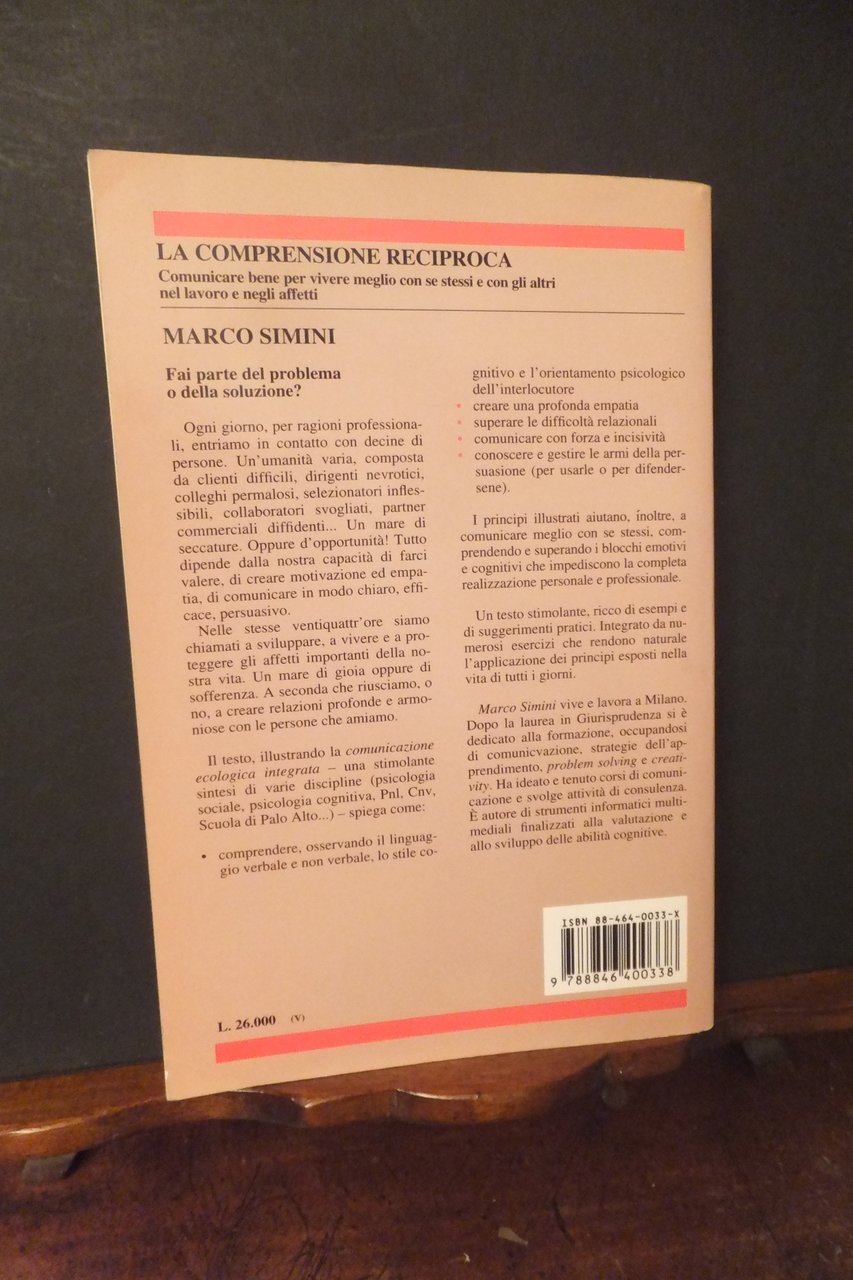 LA COMPRENSIONE RECIPROCA
Comunicare bene per vivere meglio con se stessi e con gli altri
nel lavoro e negli affetti
MARCO SIMINI
Fai parte del problema
o della soluzione?
Ogni giorno, per ragioni professiona-
li, entriamo in contatto con decine di
persone. Un'umanità varia, composta
da clienti difficili, dirigenti nevrotici,
colleghi permalosi, selezionatori infles-
sibili, collaboratori svogliati, partner
commerciali diffidenti... Un mare di
seccature. Oppure d'opportunità! Tutto
dipende dalla nostra capacità di farci
valere, di creare motivazione ed empa-
tia, di comunicare in modo chiaro, effi-
cace, persuasivo.
Nelle stesse ventiquattr'ore siamo
chiamati a sviluppare, a vivere e a pro-
teggere gli affetti importanti della no-
stra vita. Un mare di gioia oppure di
sofferenza. A seconda che riusciamo, o
no, a creare relazioni profonde e armo-
niose con le persone che amiamo.
Il testo, illustrando la comunicazione
ecologica integrata – una stimolante
sintesi di varie discipline (psicologia
sociale, psicologia cognitiva, Pnl, Cnv,
Scuola di Palo Alto...) – spiega come:
• comprendere, osservando il linguag-
gio verbale e non verbale, lo stile co-
gnitivo e l'orientamento psicologico
dell'interlocutore
• creare una profonda empatia
• superare le difficoltà relazionali
• comunicare con forza e incisività
• conoscere e gestire le armi della per-
suasione (per usarle o per difender-
sene).
I principi illustrati aiutano, inoltre, a
comunicare meglio con se stessi, com-
prendendo e superando i blocchi emotivi
e cognitivi che impediscono la completa
realizzazione personale e professionale.
Un testo stimolante, ricco di esempi e
di suggerimenti pratici. Integrato da nu-
merosi esercizi che rendono naturale
l'applicazione dei principi esposti nella
vita di tutti i giorni.
Marco Simini vive e lavora a Milano.
Dopo la laurea in Giurisprudenza si è
dedicato alla formazione, occupandosi
di comunicvazione, strategie dell'ap-
prendimento, problem solving e creati-
vity. Ha ideato e tenuto corsi di comuni-
cazione e svolge attività di consulenza.
È autore di strumenti informatici multi-
mediali finalizzati alla valutazione e
allo sviluppo delle abilità cognitive.
ISBN 88-464-0033-X
9 788846 400338
L. 26.000 (V)